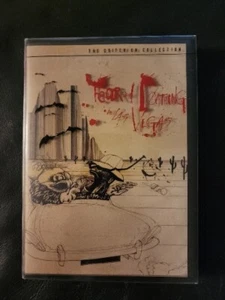 THE CRITERION COLLECTION
FEAR AND LOATHING
IN LAS
VEGAS